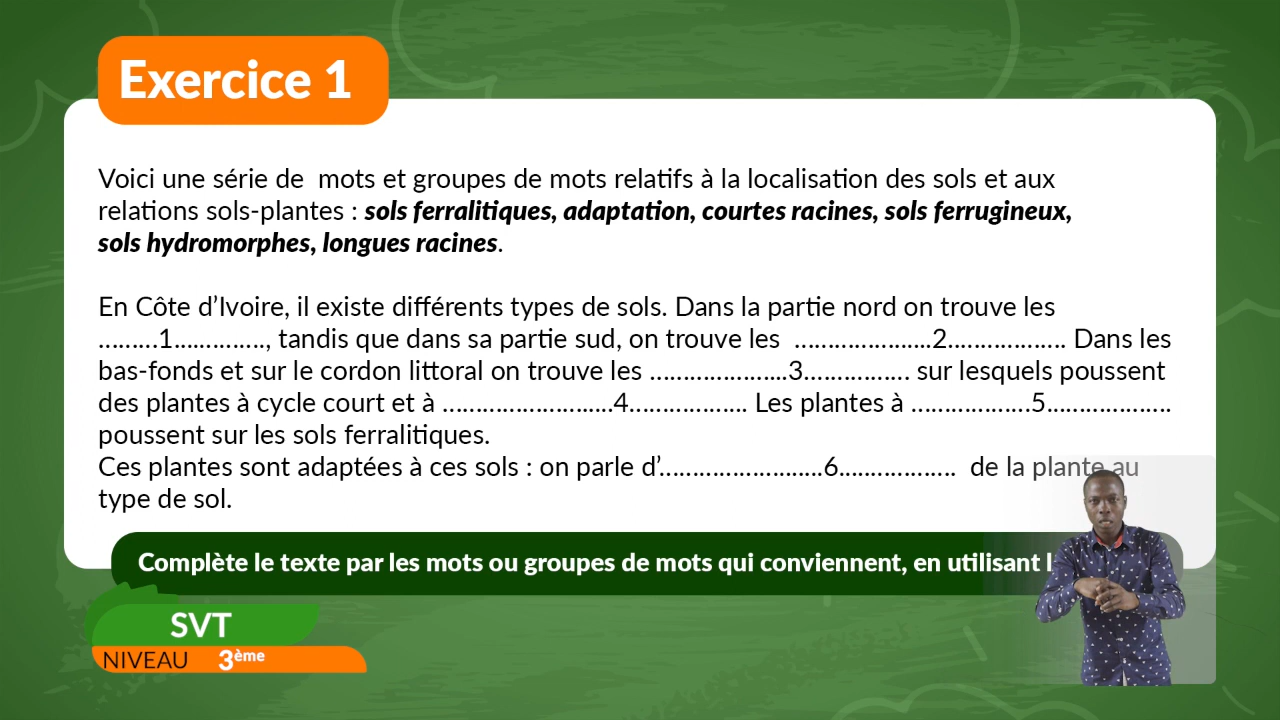 Exercice 1
Voici une série de mots et groupes de mots relatifs à la localisation des sols et aux
relations sols-plantes : sols ferralitiques, adaptation, courtes racines, sols ferrugineux,
sols hydromorphes, longues racines.
En Côte d’Ivoire, il existe différents types de sols. Dans la partie nord on trouve les
………1…………., tandis que dans sa partie sud, on trouve les ………………….2………………. Dans les
bas-fonds et sur le cordon littoral on trouve les ………………….3……………. sur lesquels poussent
des plantes à cycle court et à ……………………..4………………. Les plantes à ………………5……………….
poussent sur les sols ferralitiques.
Ces plantes sont adaptées à ces sols : on parle d’…………………….6………………. de la plante au
type de sol.
Complète le texte par les mots ou groupes de mots qui conviennent, en utilisant
SVT
NIVEAU 3ème